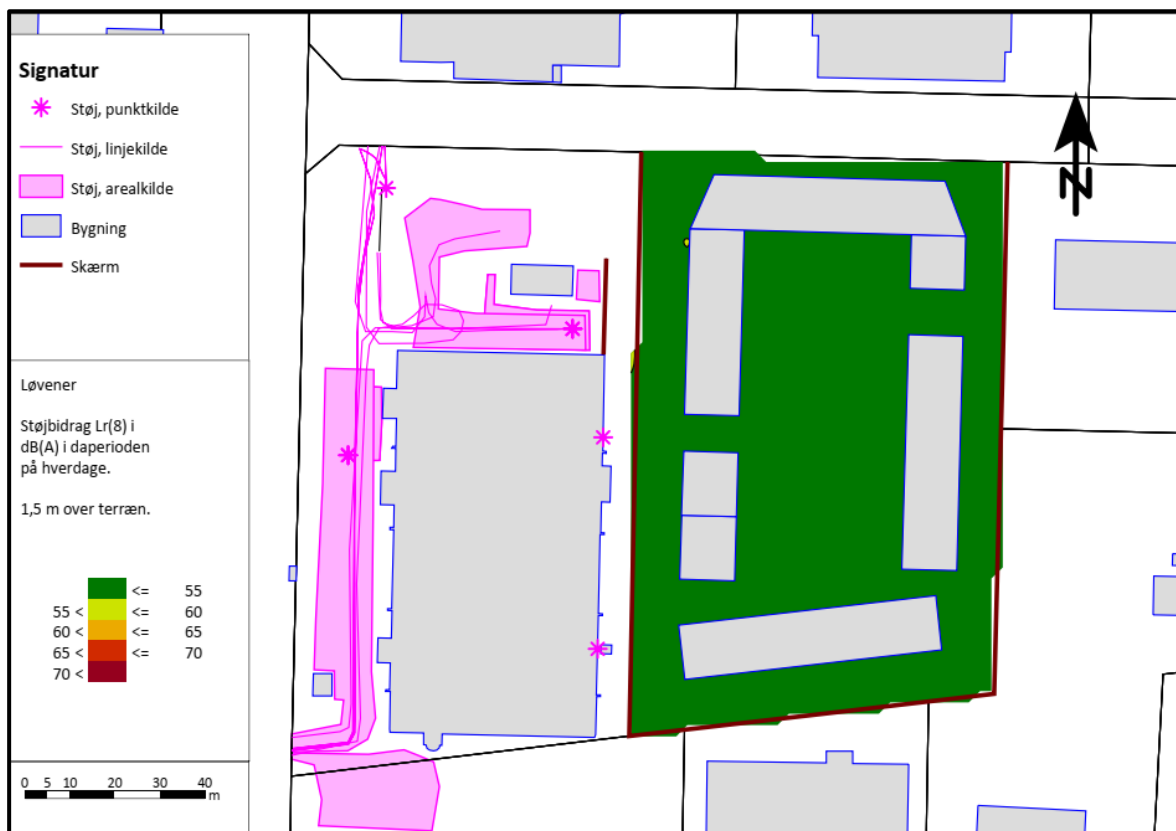 Signatur
Støj, punktkilde
Støj, linjekilde
Støj, arealkilde
Bygning
Skærm
Løvener
Støjbidrag Lr(8) i
dB(A) i daperioden
på hverdage.
1,5 m over terræn.
<= 55
55 < <= 60
60 < <= 65
65 < <= 70
70 <
0 5 10 20 30 40
m
N